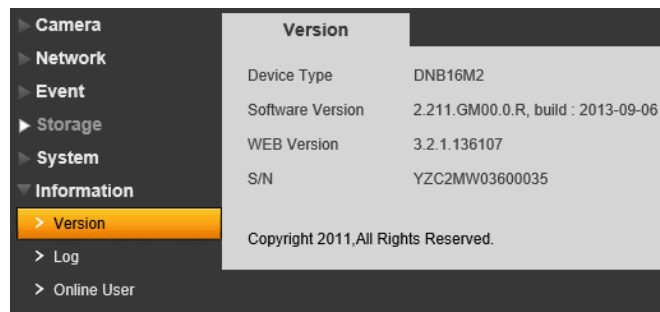 Camera
Network
Event
Storage
System
Information
> Version
> Log
> Online User
Version
Device Type DNB16M2
Software Version 2.211.GM00.0.R, build : 2013-09-06
WEB Version 3.2.1.136107
S/N YZC2MW03600035
Copyright 2011,All Rights Reserved.